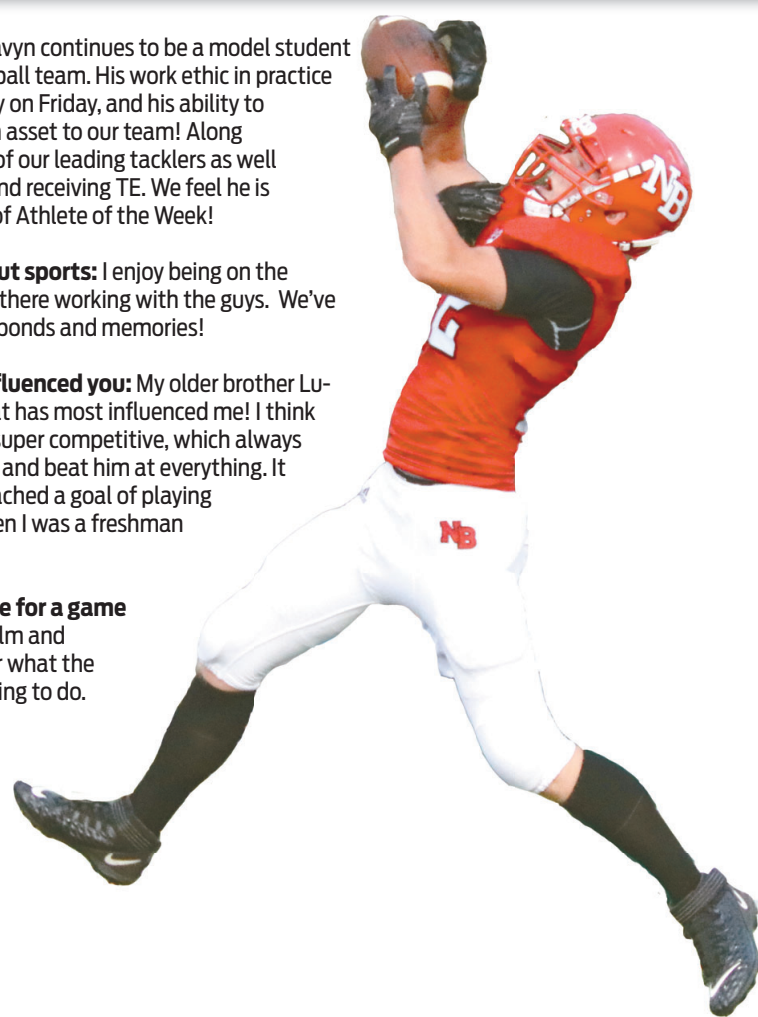 avyn continues to be a model student
ball team. His work ethic in practice
y on Friday, and his ability to
asset to our team! Along
of our leading tacklers as well
nd receiving TE. We feel he is
of Athlete of the Week!
ut sports: I enjoy being on the
there working with the guys. We've
bonds and memories!
fluenced you: My older brother Lu-
at has most influenced me! I think
super competitive, which always
and beat him at everything. It
ached a goal of playing
en I was a freshman
e for a game
lm and
r what the
ing to do.
NB
NB